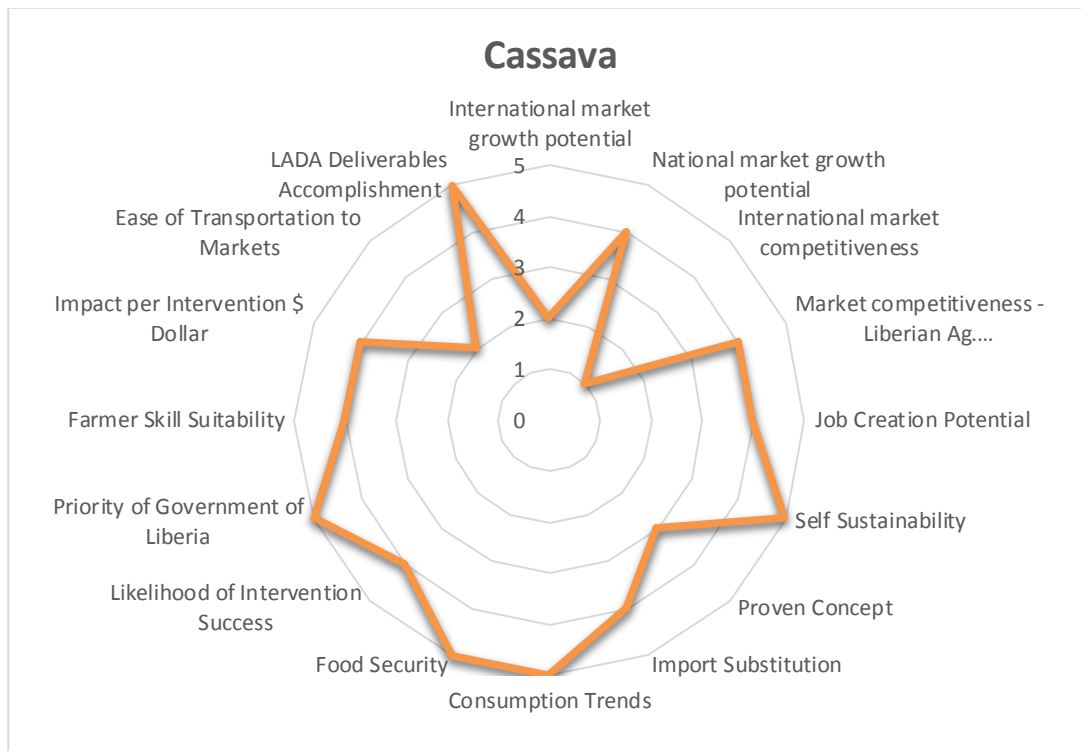 Cassava
International market
growth potential
National market growth
potential
International market
competitiveness
Market competitiveness -
Liberian Ag....
Job Creation Potential
Self Sustainability
Proven Concept
Import Substitution
Consumption Trends
Food Security
Likelihood of Intervention
Success
Priority of Government of
Liberia
Farmer Skill Suitability
Impact per Intervention $
Dollar
Ease of Transportation to
Markets
LADA Deliverables
Accomplishment
5
4
3
2
1
0